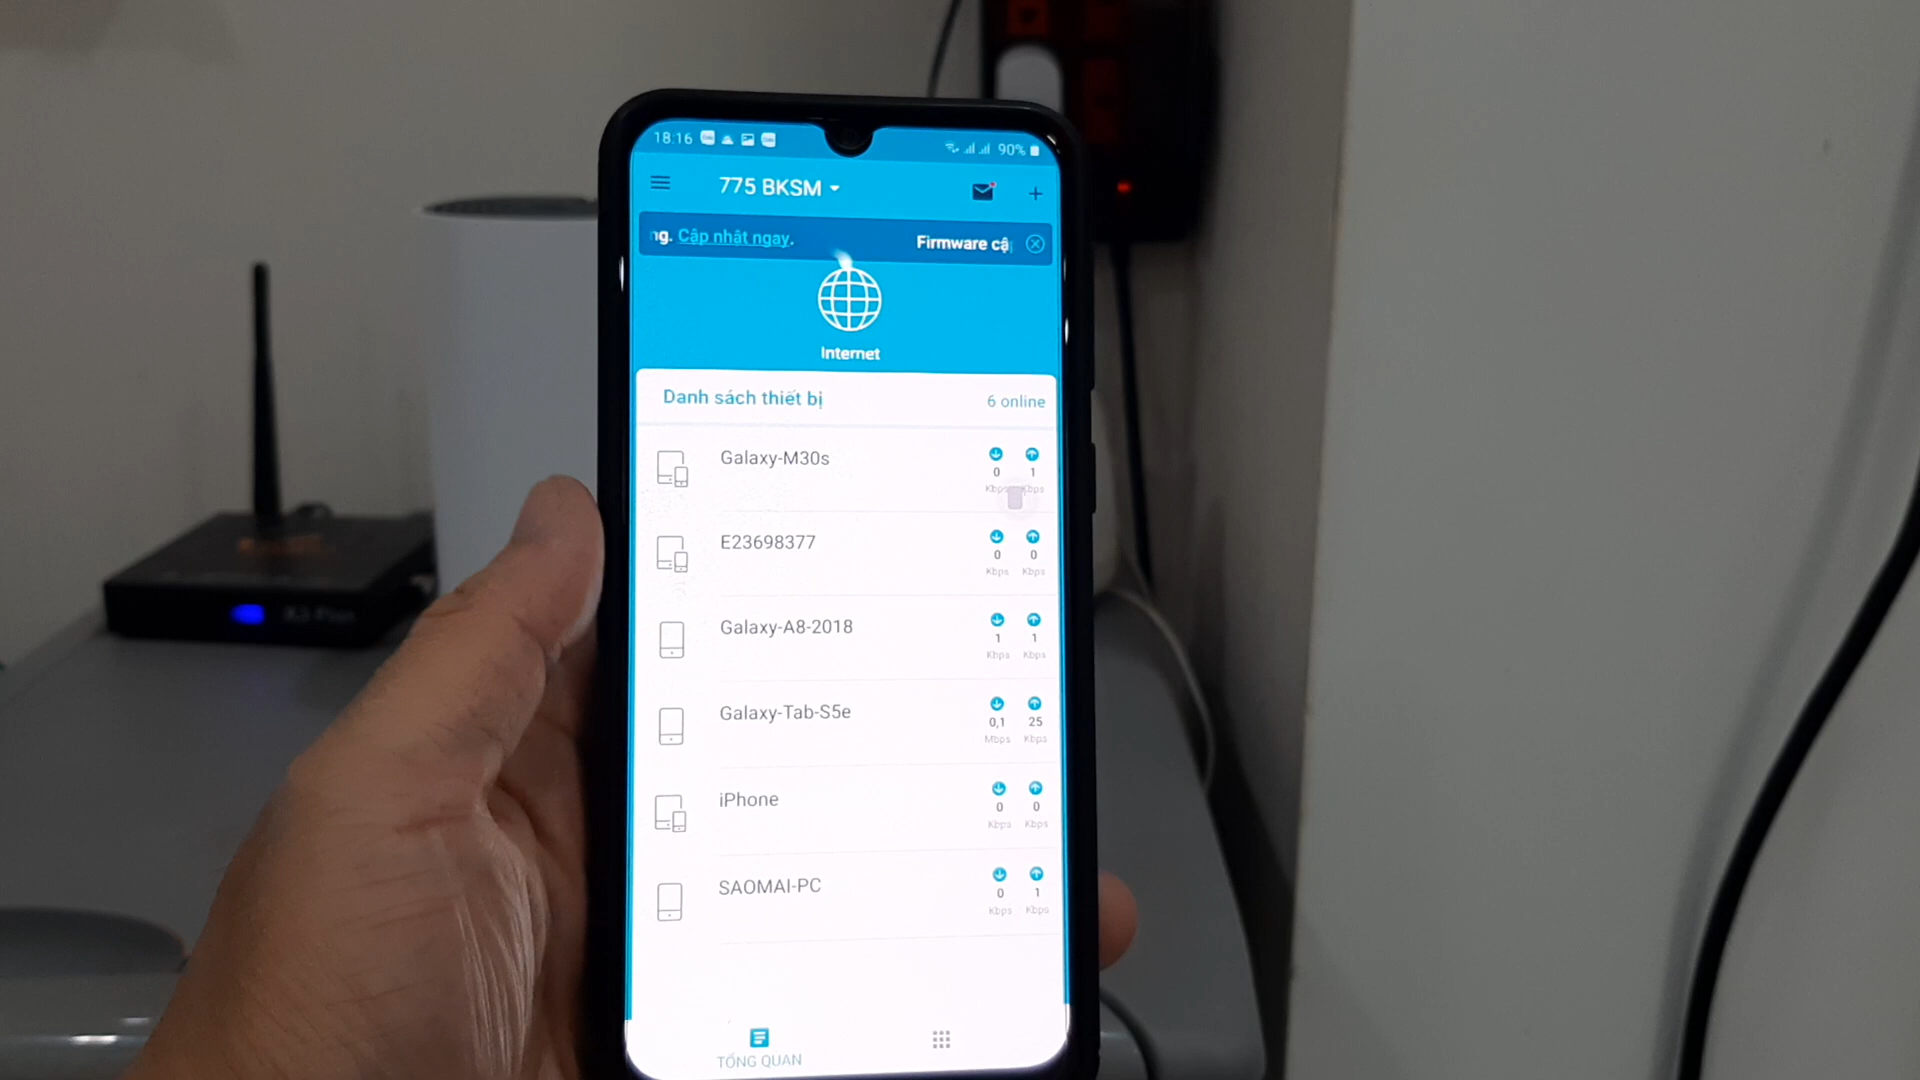 18:16
90%
775 BKSM
ng. Cập nhật ngay.
Firmware cậ
Internet
Danh sách thiết bị
6 online
Galaxy-M30s
0
1
Kbps
Kbps
E23698377
0
0
Kbps
Kbps
Galaxy-A8-2018
1
1
Kbps
Kbps
Galaxy-Tab-S5e
0,1
25
Mbps
Kbps
iPhone
0
0
Kbps
Kbps
SAOMAI-PC
0
1
Kbps
Kbps
TỔNG QUAN